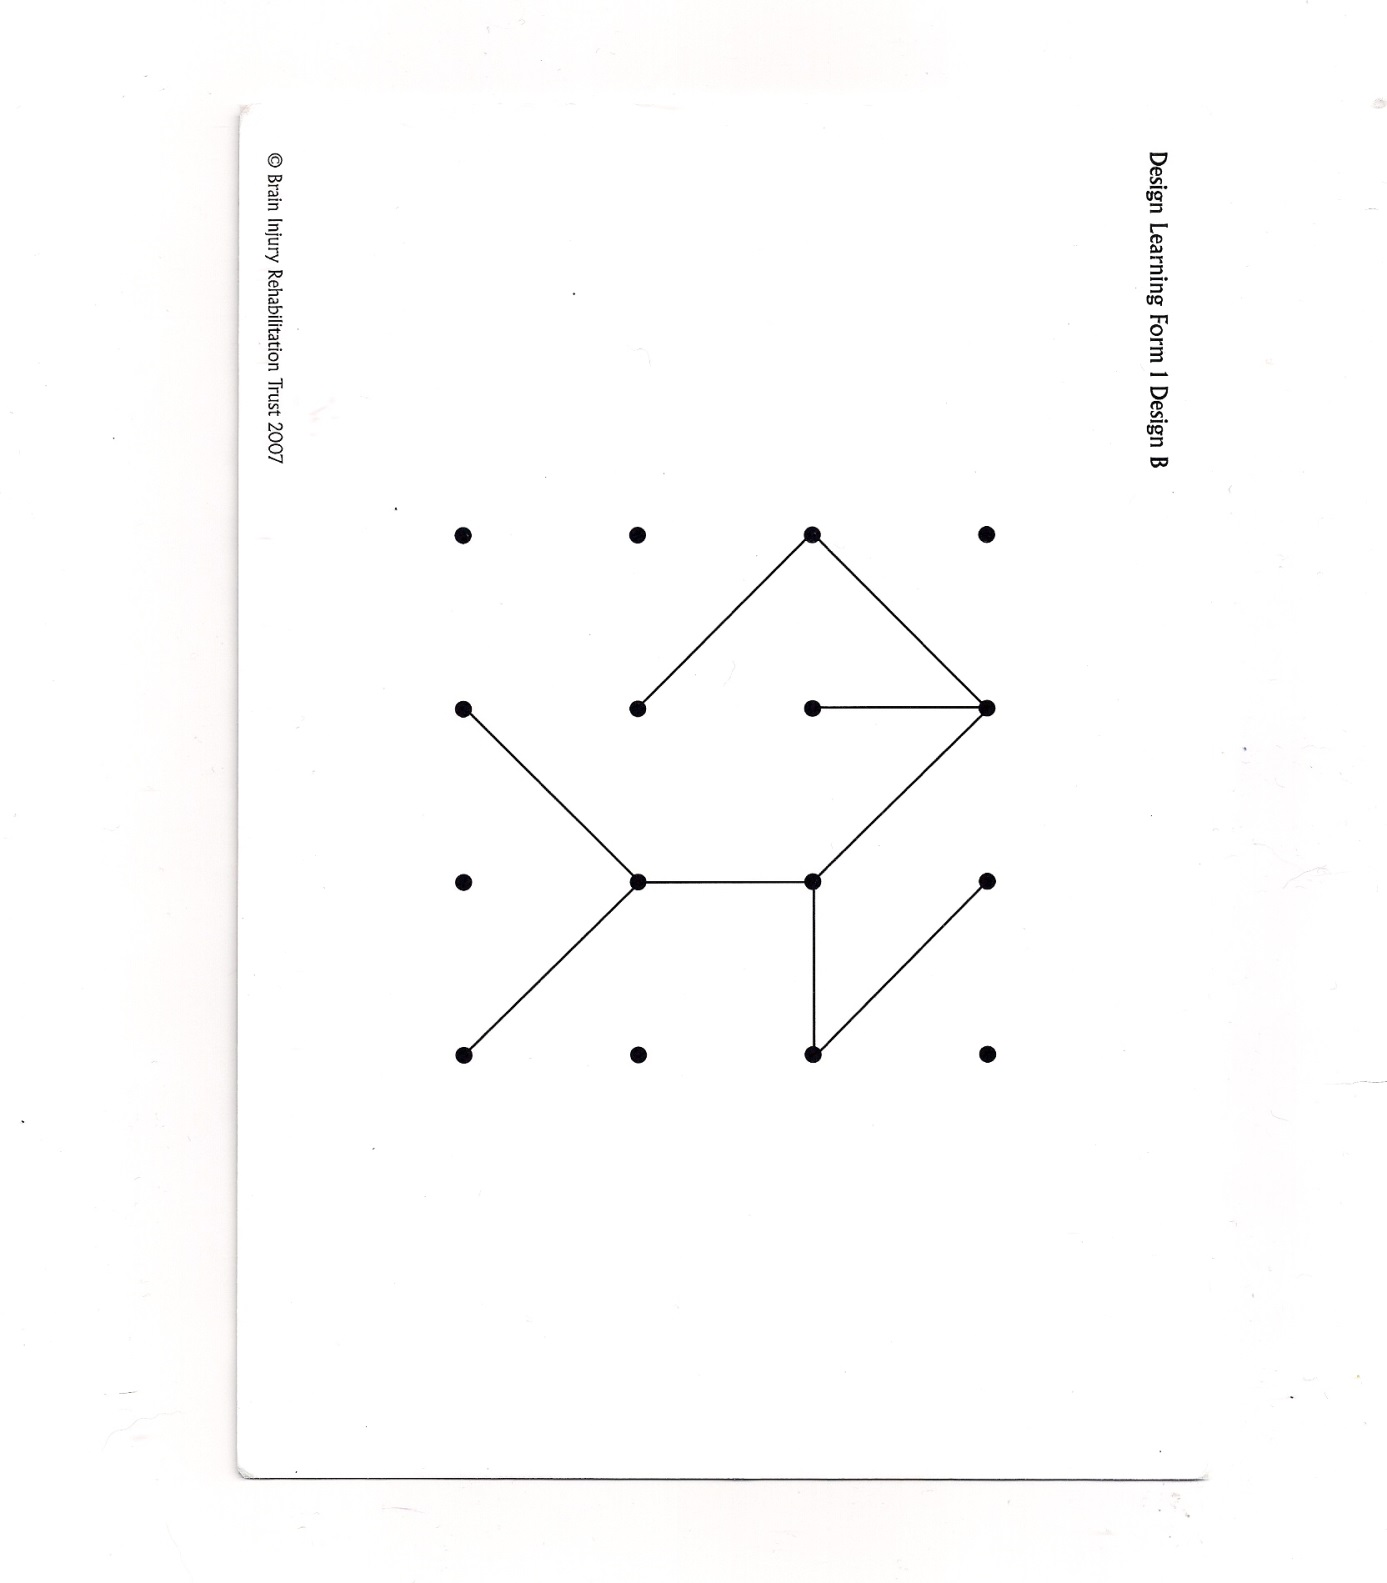 Design Learning Form 1 Design B
© Brain Injury Rehabilitation Trust 2007